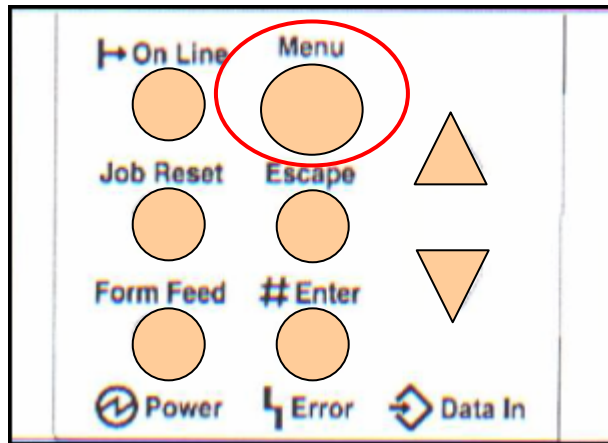 On Line Menu
Job Reset Escape
Form Feed # Enter
Power Error Data In